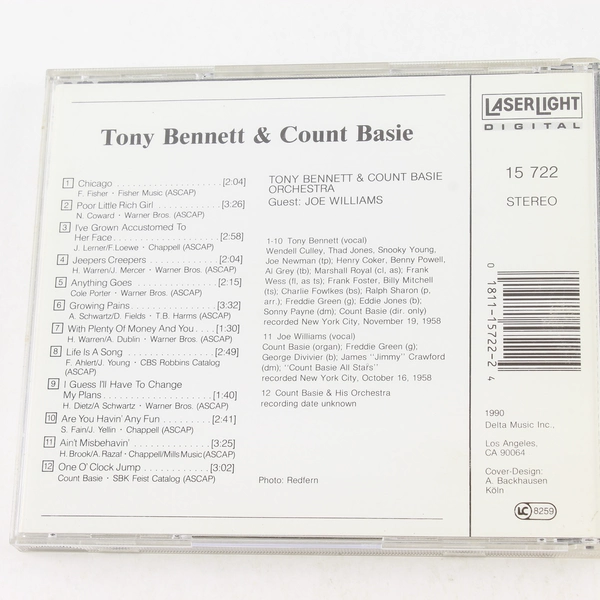 Tony Bennett & Count Basie
1 Chicago . . . . . . . . . . . . . . . . . . . [2:04]
F. Fisher · Fisher Music (ASCAP)
2 Poor Little Rich Girl . . . . . . . . . . [3:26]
N. Coward · Warner Bros. (ASCAP)
3 I've Grown Accustomed To
Her Face . . . . . . . . . . . . . . . . . . [2:58]
J. Lerner/F.Loewe · Chappell (ASCAP)
4 Jeepers Creepers . . . . . . . . . . . [2:04]
H. Warren/J. Mercer · Warner Bros. (ASCAP)
5 Anything Goes . . . . . . . . . . . . . [2:15]
Cole Porter · Warner Bros. (ASCAP)
6 Growing Pains . . . . . . . . . . . . . [3:32]
A. Schwartz/D. Fields · T.B. Harms (ASCAP)
7 With Plenty Of Money And You . . . . [1:30]
H. Warren/A. Dublin · Warner Bros. (ASCAP)
8 Life Is A Song . . . . . . . . . . . . . [2:49]
F. Ahlert/J. Young · CBS Robbins Catalog
(ASCAP)
9 I Guess I'll Have To Change
My Plans . . . . . . . . . . . . . . . . . . [1:40]
H. Dietz/A Schwartz · Warner Bros. (ASCAP)
10 Are You Havin' Any Fun . . . . . . . . [2:41]
S. Fain/J. Yellin · Chappell (ASCAP)
11 Ain't Misbehavin' . . . . . . . . . . . . [3:25]
H. Brook/A. Razaf · Chappell/Mills Music (ASCAP)
12 One O' Clock Jump . . . . . . . . . . [3:02]
Count Basie · SBK Feist Catalog (ASCAP)
TONY BENNETT & COUNT BASIE
ORCHESTRA
Guest: JOE WILLIAMS
1-10 Tony Bennett (vocal)
Wendell Culley, Thad Jones, Snooky Young,
Joe Newman (tp); Henry Coker, Benny Powell,
Al Grey (tb); Marshall Royal (cl, as); Frank
Wess (fl, as ts); Frank Foster, Billy Mitchell
(ts); Charlie Fowlkes (bs); Ralph Sharon (p,
arr.); Freddie Green (g); Eddie Jones (b);
Sonny Payne (dm); Count Basie (dir. only)
recorded New York City, November 19, 1958
11 Joe Williams (vocal)
Count Basie (organ); Freddie Green (g);
George Divivier (b); James "Jimmy" Crawford
(dm); "Count Basie All Stars"
recorded New York City, October 16, 1958
12 Count Basie & His Orchestra
recording date unknown
Photo: Redfern
LASERLIGHT
DIGITAL
15 722
STEREO
0 1811-15722-2 4
1990
Delta Music Inc.,
Los Angeles,
CA 90064
Cover-Design:
A. Backhausen
Köln
LC 8259